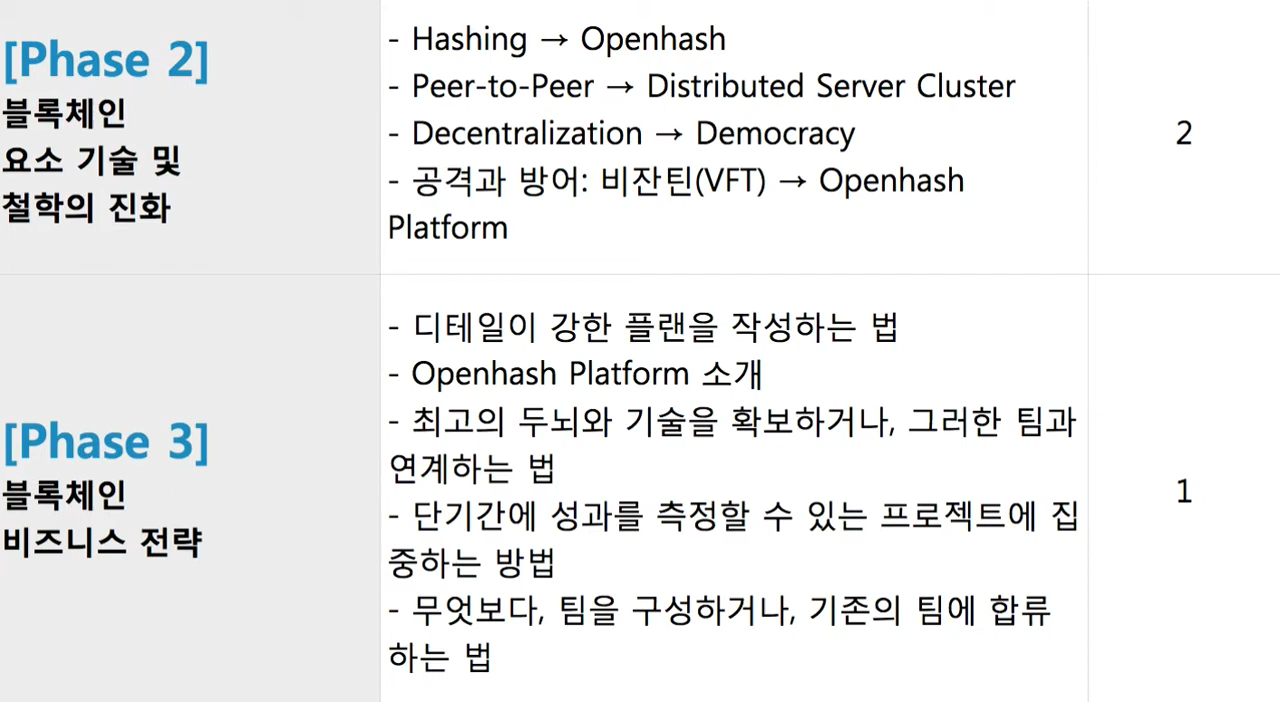 [Phase 2]
블록체인
요소 기술 및
철학의 진화
- Hashing → Openhash
- Peer-to-Peer → Distributed Server Cluster
- Decentralization → Democracy
- 공격과 방어: 비잔틴(VFT) → Openhash
Platform
2
[Phase 3]
블록체인
비즈니스 전략
- 디테일이 강한 플랜을 작성하는 법
- Openhash Platform 소개
- 최고의 두뇌와 기술을 확보하거나, 그러한 팀과
연계하는 법
- 단기간에 성과를 측정할 수 있는 프로젝트에 집
중하는 방법
- 무엇보다, 팀을 구성하거나, 기존의 팀에 합류
하는 법
1